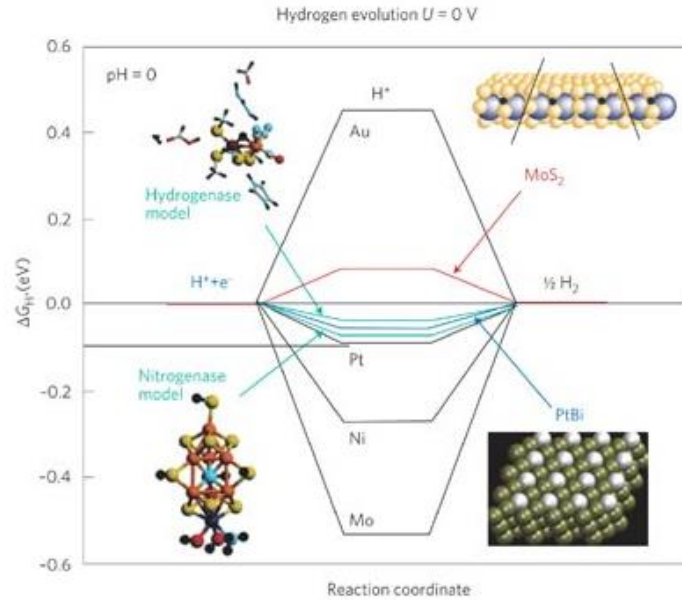 Hydrogen evolution U = 0 V
0.6
pH = 0
H*
Au
0.4
MoS₂
Hydrogenase
model
0.2
H⁺+e⁻
½ H₂
0.0
ΔG_H* (eV)
Pt
Nitrogenase
model
-0.2
PtBi
Ni
-0.4
Mo
-0.6
Reaction coordinate